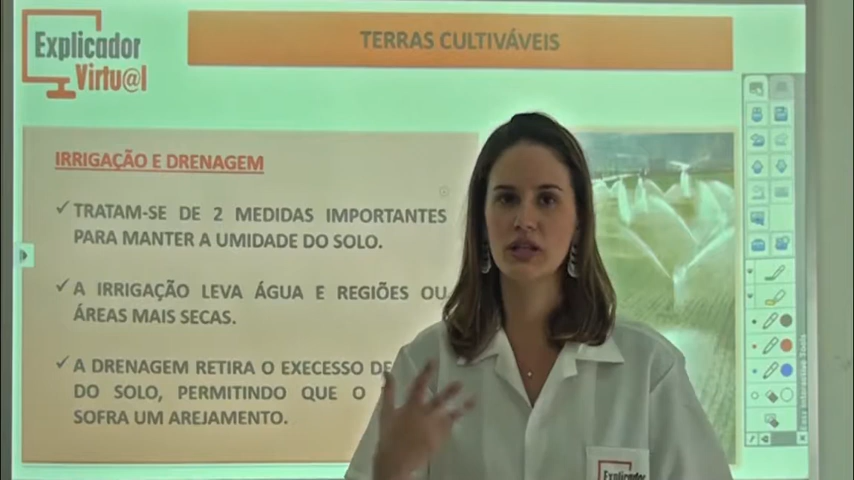 Explicador
Virtu@l
TERRAS CULTIVÁVEIS
IRRIGAÇÃO E DRENAGEM
✓ TRATAM-SE DE 2 MEDIDAS IMPORTANTES
PARA MANTER A UMIDADE DO SOLO.
✓ A IRRIGAÇÃO LEVA ÁGUA E REGIÕES OU
ÁREAS MAIS SECAS.
✓ A DRENAGEM RETIRA O EXECESSO DE
DO SOLO, PERMITINDO QUE O
SOFRA UM AREJAMENTO.
Explicador